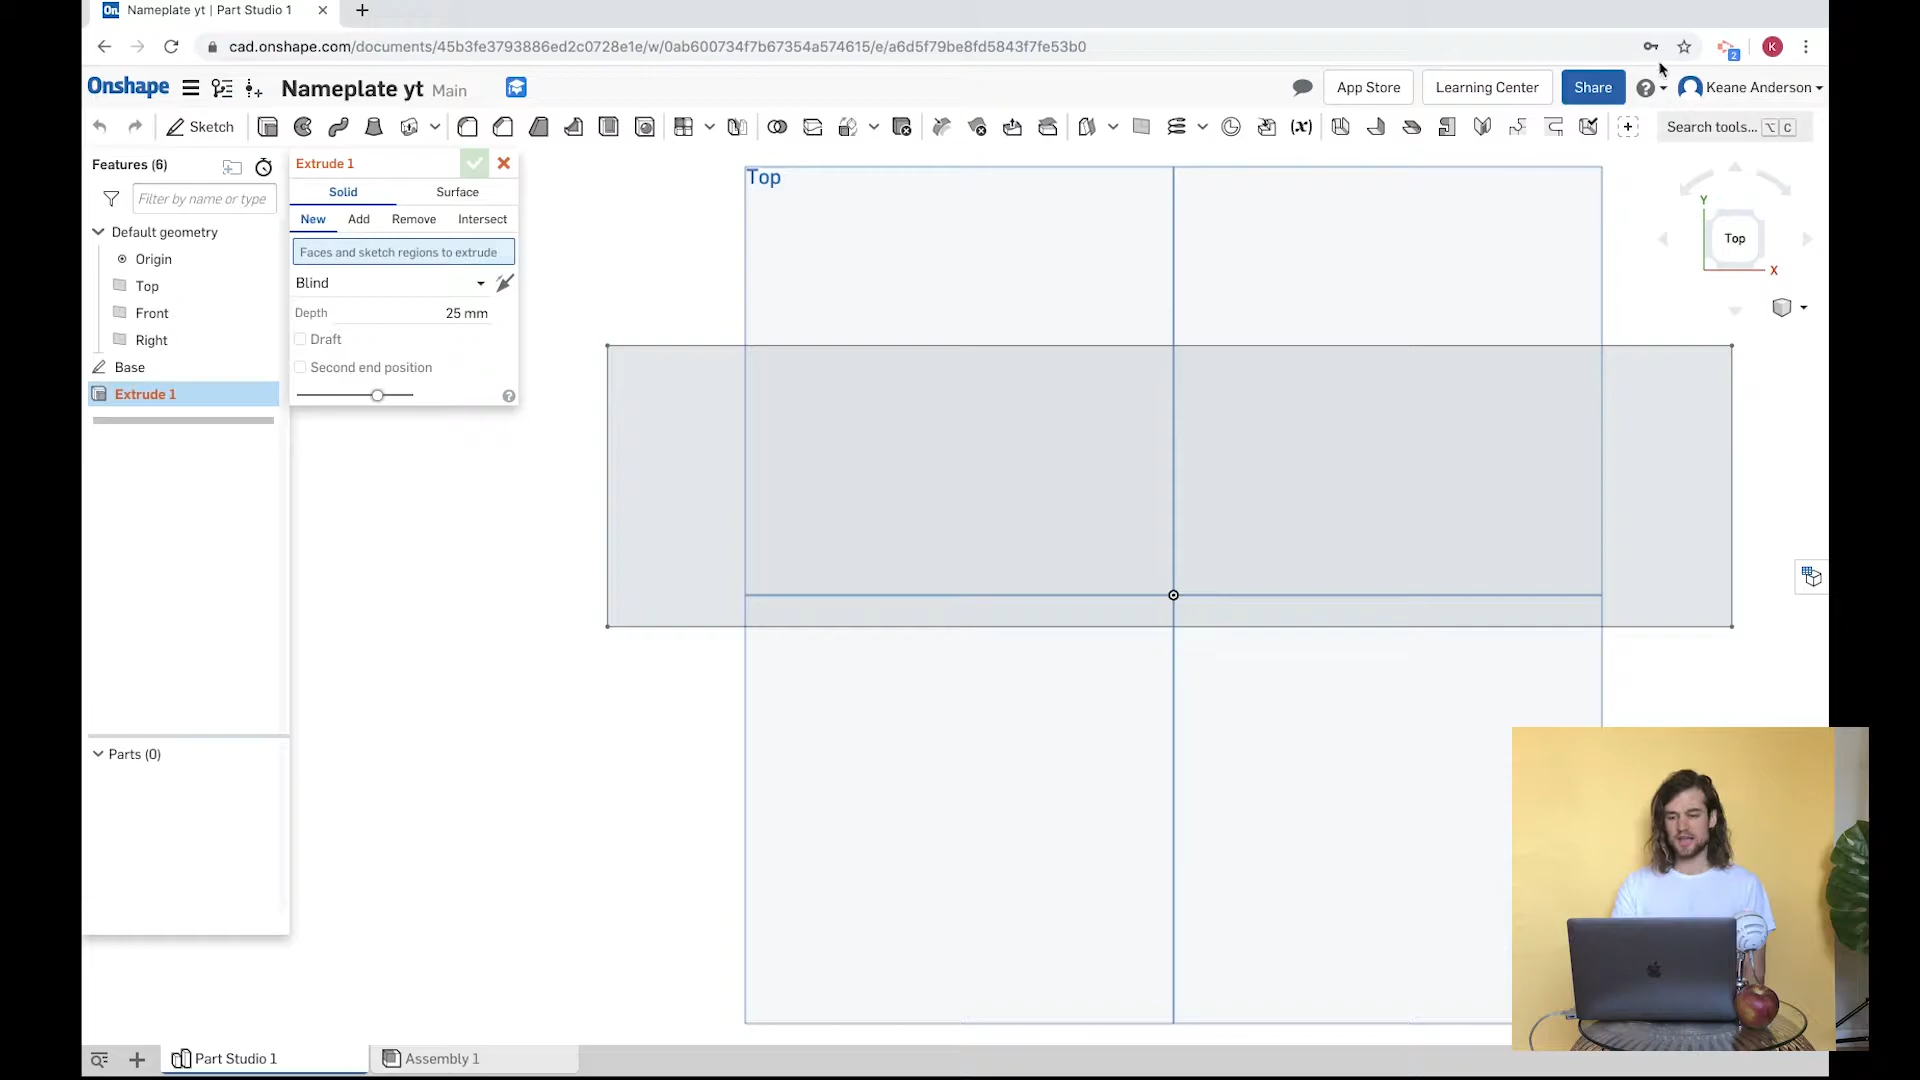 Nameplate yt | Part Studio 1
cad.onshape.com/documents/45b3fe3793886ed2c0728e1e/w/0ab600734f7b67354a574615/e/a6d5f79be8fd5843f7fe53b0
2
K
Onshape
Nameplate yt Main
App Store
Learning Center
Share
Keane Anderson
Sketch
Search tools... ⌥ C
Features (6)
Filter by name or type
Default geometry
Origin
Top
Front
Right
Base
Extrude 1
Extrude 1
Solid Surface
New Add Remove Intersect
Faces and sketch regions to extrude
Blind
Depth 25 mm
Draft
Second end position
Top
Y
Top
X
Parts (0)
Part Studio 1
Assembly 1